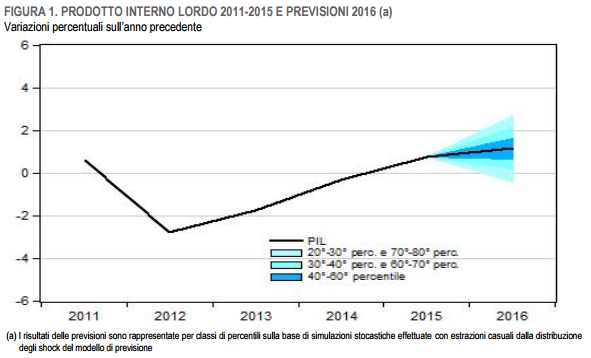 FIGURA 1. PRODOTTO INTERNO LORDO 2011-2015 E PREVISIONI 2016 (a)
Variazioni percentuali sull'anno precedente
6
4
2
0
-2
-4
-6
PIL
20°-30° perc. e 70°-80° perc.
30°-40° perc. e 60°-70° perc.
40°-60° percentile
2011 2012 2013 2014 2015 2016
(a) I risultati delle previsioni sono rappresentate per classi di percentili sulla base di simulazioni stocastiche effettuate con estrazioni casuali dalla distribuzione
degli shock del modello di previsione